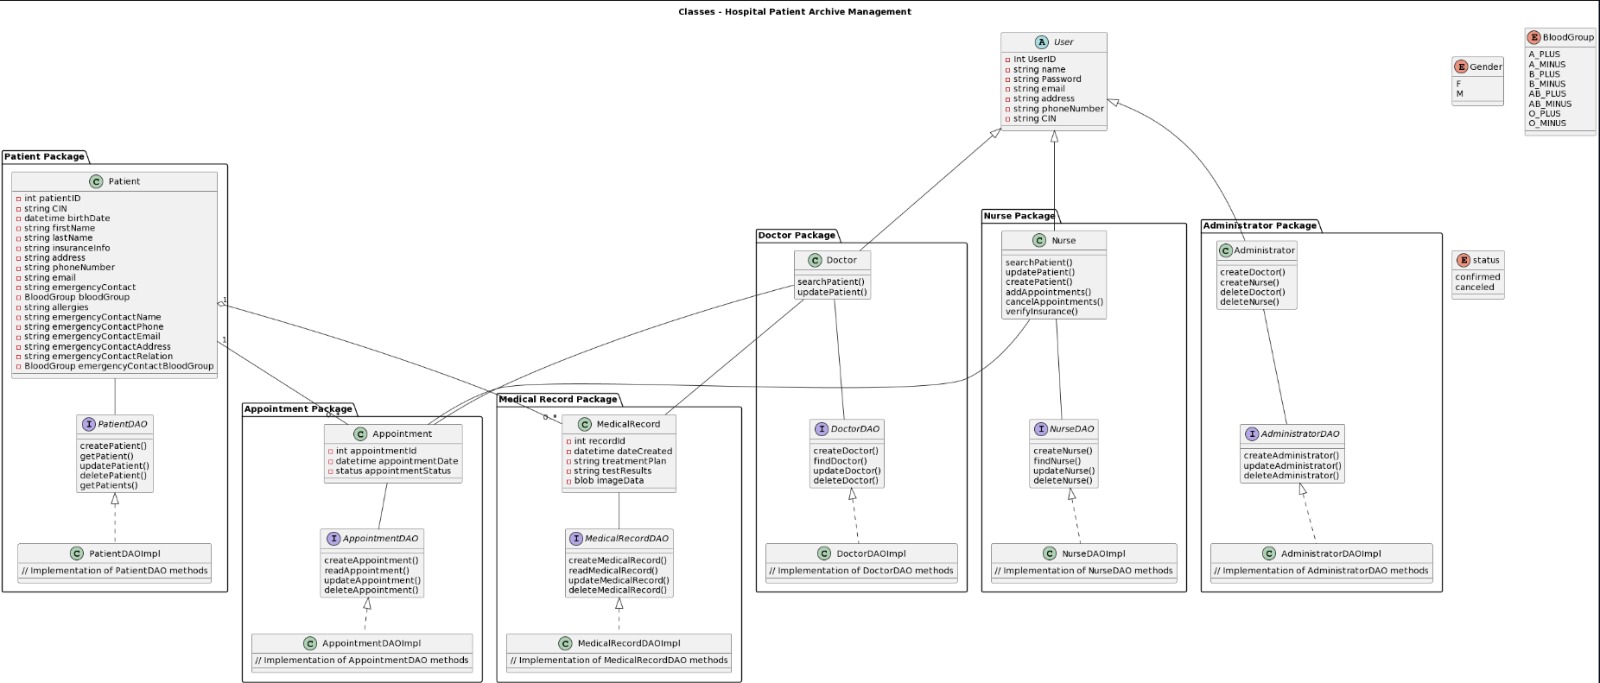 Classes - Hospital Patient Archive Management
A User
Int UserID
string name
string Password
string email
string address
string phoneNumber
string CIN
E Gender
F
M
E BloodGroup
A_PLUS
A_MINUS
B_PLUS
B_MINUS
AB_PLUS
AB_MINUS
O_PLUS
O_MINUS
E status
confirmed
canceled
Patient Package
C Patient
int patientID
string CIN
datetime birthDate
string firstName
string lastName
string insuranceInfo
string address
string phoneNumber
string email
string emergencyContact
BloodGroup bloodGroup
string allergies
string emergencyContactName
string emergencyContactPhone
string emergencyContactEmail
string emergencyContactAddress
string emergencyContactRelation
BloodGroup emergencyContactBloodGroup
1
1
I PatientDAO
createPatient()
getPatient()
updatePatient()
deletePatient()
getPatients()
C PatientDAOImpl
// Implementation of PatientDAO methods
Appointment Package
0..*
C Appointment
int appointmentId
datetime appointmentDate
status appointmentStatus
I AppointmentDAO
createAppointment()
readAppointment()
updateAppointment()
deleteAppointment()
C AppointmentDAOImpl
// Implementation of AppointmentDAO methods
Medical Record Package
0..*
C MedicalRecord
int recordId
datetime dateCreated
string treatmentPlan
string testResults
blob imageData
I MedicalRecordDAO
createMedicalRecord()
readMedicalRecord()
updateMedicalRecord()
deleteMedicalRecord()
C MedicalRecordDAOImpl
// Implementation of MedicalRecordDAO methods
Doctor Package
C Doctor
searchPatient()
updatePatient()
I DoctorDAO
createDoctor()
findDoctor()
updateDoctor()
deleteDoctor()
C DoctorDAOImpl
// Implementation of DoctorDAO methods
Nurse Package
C Nurse
searchPatient()
updatePatient()
createPatient()
addAppointments()
cancelAppointments()
verifyInsurance()
I NurseDAO
createNurse()
findNurse()
updateNurse()
deleteNurse()
C NurseDAOImpl
// Implementation of NurseDAO methods
Administrator Package
C Administrator
createDoctor()
createNurse()
deleteDoctor()
deleteNurse()
I AdministratorDAO
createAdministrator()
updateAdministrator()
deleteAdministrator()
C AdministratorDAOImpl
// Implementation of AdministratorDAO methods